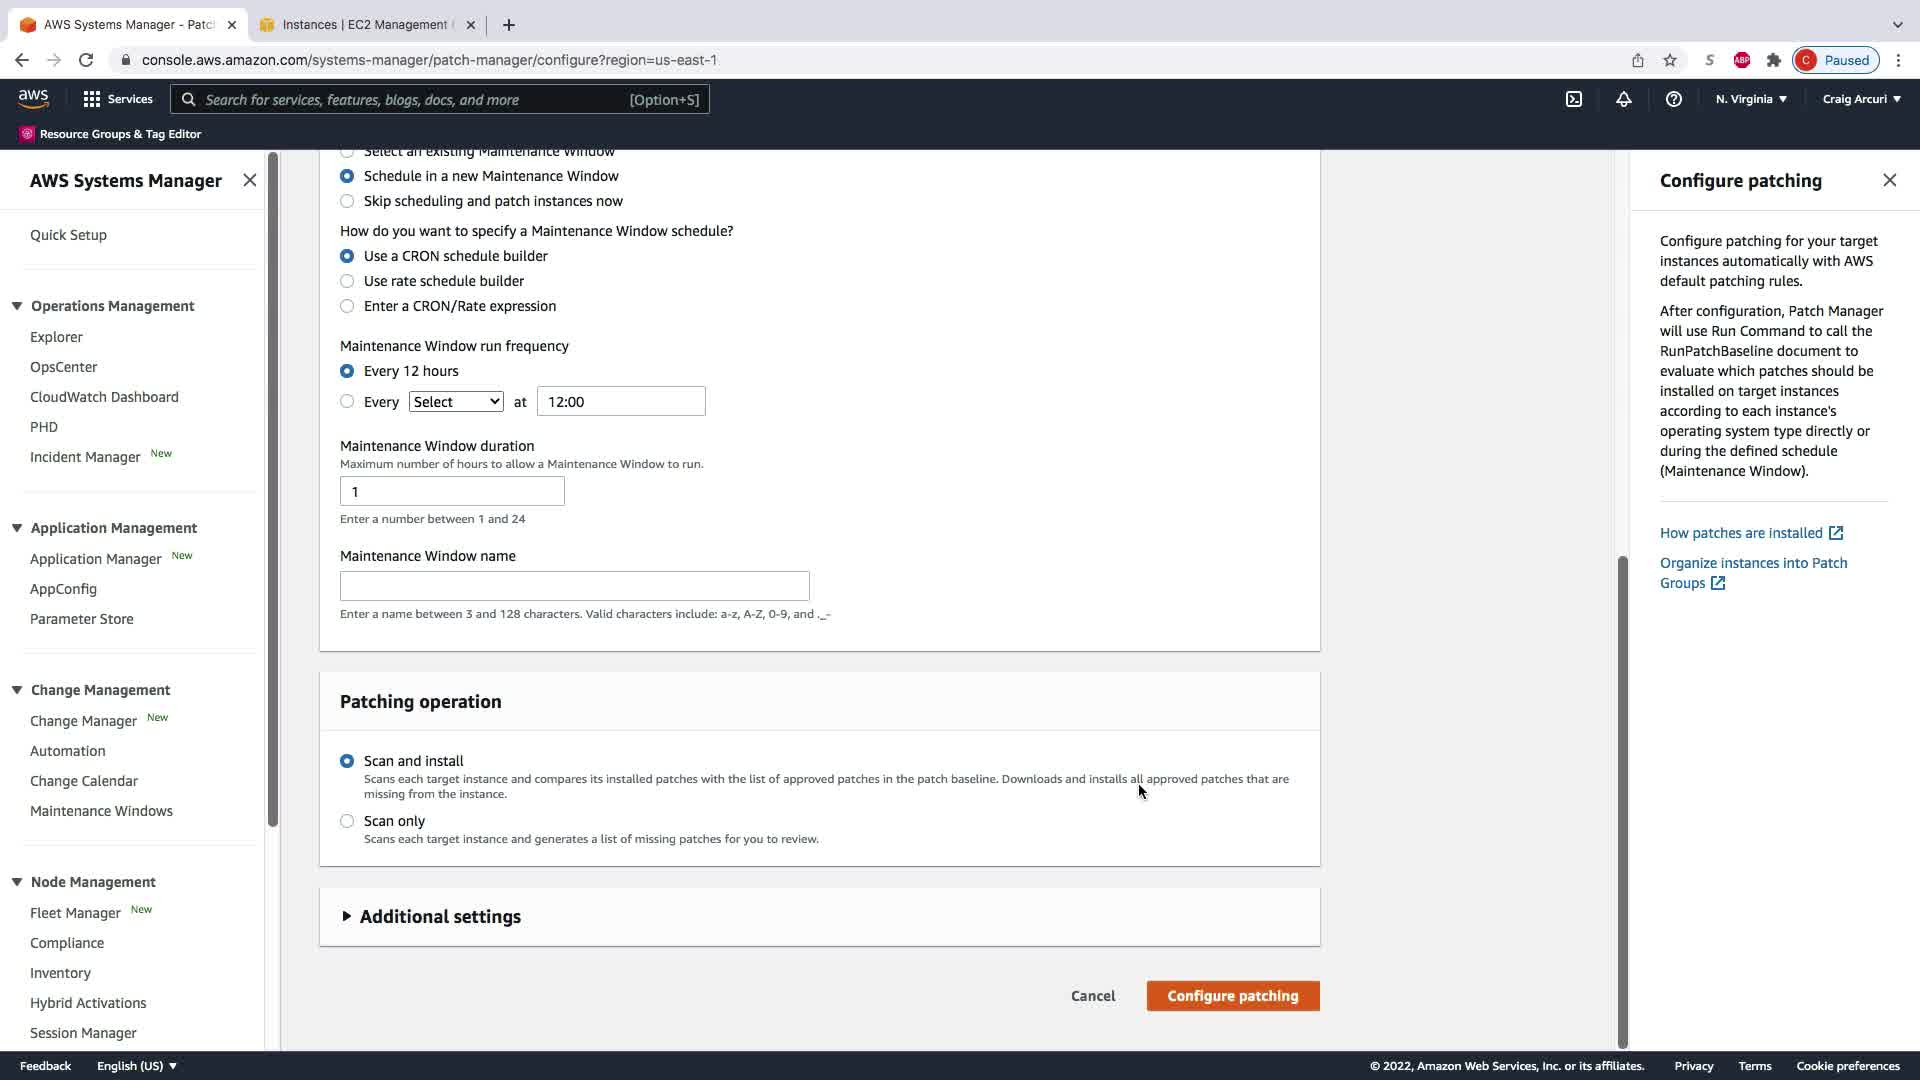 AWS Systems Manager - Patc
Instances | EC2 Management
console.aws.amazon.com/systems-manager/patch-manager/configure?region=us-east-1
S
ABP
C Paused
aws
Services
Search for services, features, blogs, docs, and more [Option+S]
N. Virginia
Craig Arcuri
Resource Groups & Tag Editor
AWS Systems Manager
Quick Setup
Operations Management
Explorer
OpsCenter
CloudWatch Dashboard
PHD
Incident Manager New
Application Management
Application Manager New
AppConfig
Parameter Store
Change Management
Change Manager New
Automation
Change Calendar
Maintenance Windows
Node Management
Fleet Manager New
Compliance
Inventory
Hybrid Activations
Session Manager
Select an existing Maintenance Window
Schedule in a new Maintenance Window
Skip scheduling and patch instances now
How do you want to specify a Maintenance Window schedule?
Use a CRON schedule builder
Use rate schedule builder
Enter a CRON/Rate expression
Maintenance Window run frequency
Every 12 hours
Every Select at 12:00
Maintenance Window duration
Maximum number of hours to allow a Maintenance Window to run.
1
Enter a number between 1 and 24
Maintenance Window name
Enter a name between 3 and 128 characters. Valid characters include: a-z, A-Z, 0-9, and ._-
Patching operation
Scan and install
Scans each target instance and compares its installed patches with the list of approved patches in the patch baseline. Downloads and installs all approved patches that are
missing from the instance.
Scan only
Scans each target instance and generates a list of missing patches for you to review.
Additional settings
Cancel
Configure patching
Configure patching
Configure patching for your target
instances automatically with AWS
default patching rules.
After configuration, Patch Manager
will use Run Command to call the
RunPatchBaseline document to
evaluate which patches should be
installed on target instances
according to each instance's
operating system type directly or
during the defined schedule
(Maintenance Window).
How patches are installed
Organize instances into Patch
Groups
Feedback
English (US)
© 2022, Amazon Web Services, Inc. or its affiliates.
Privacy
Terms
Cookie preferences